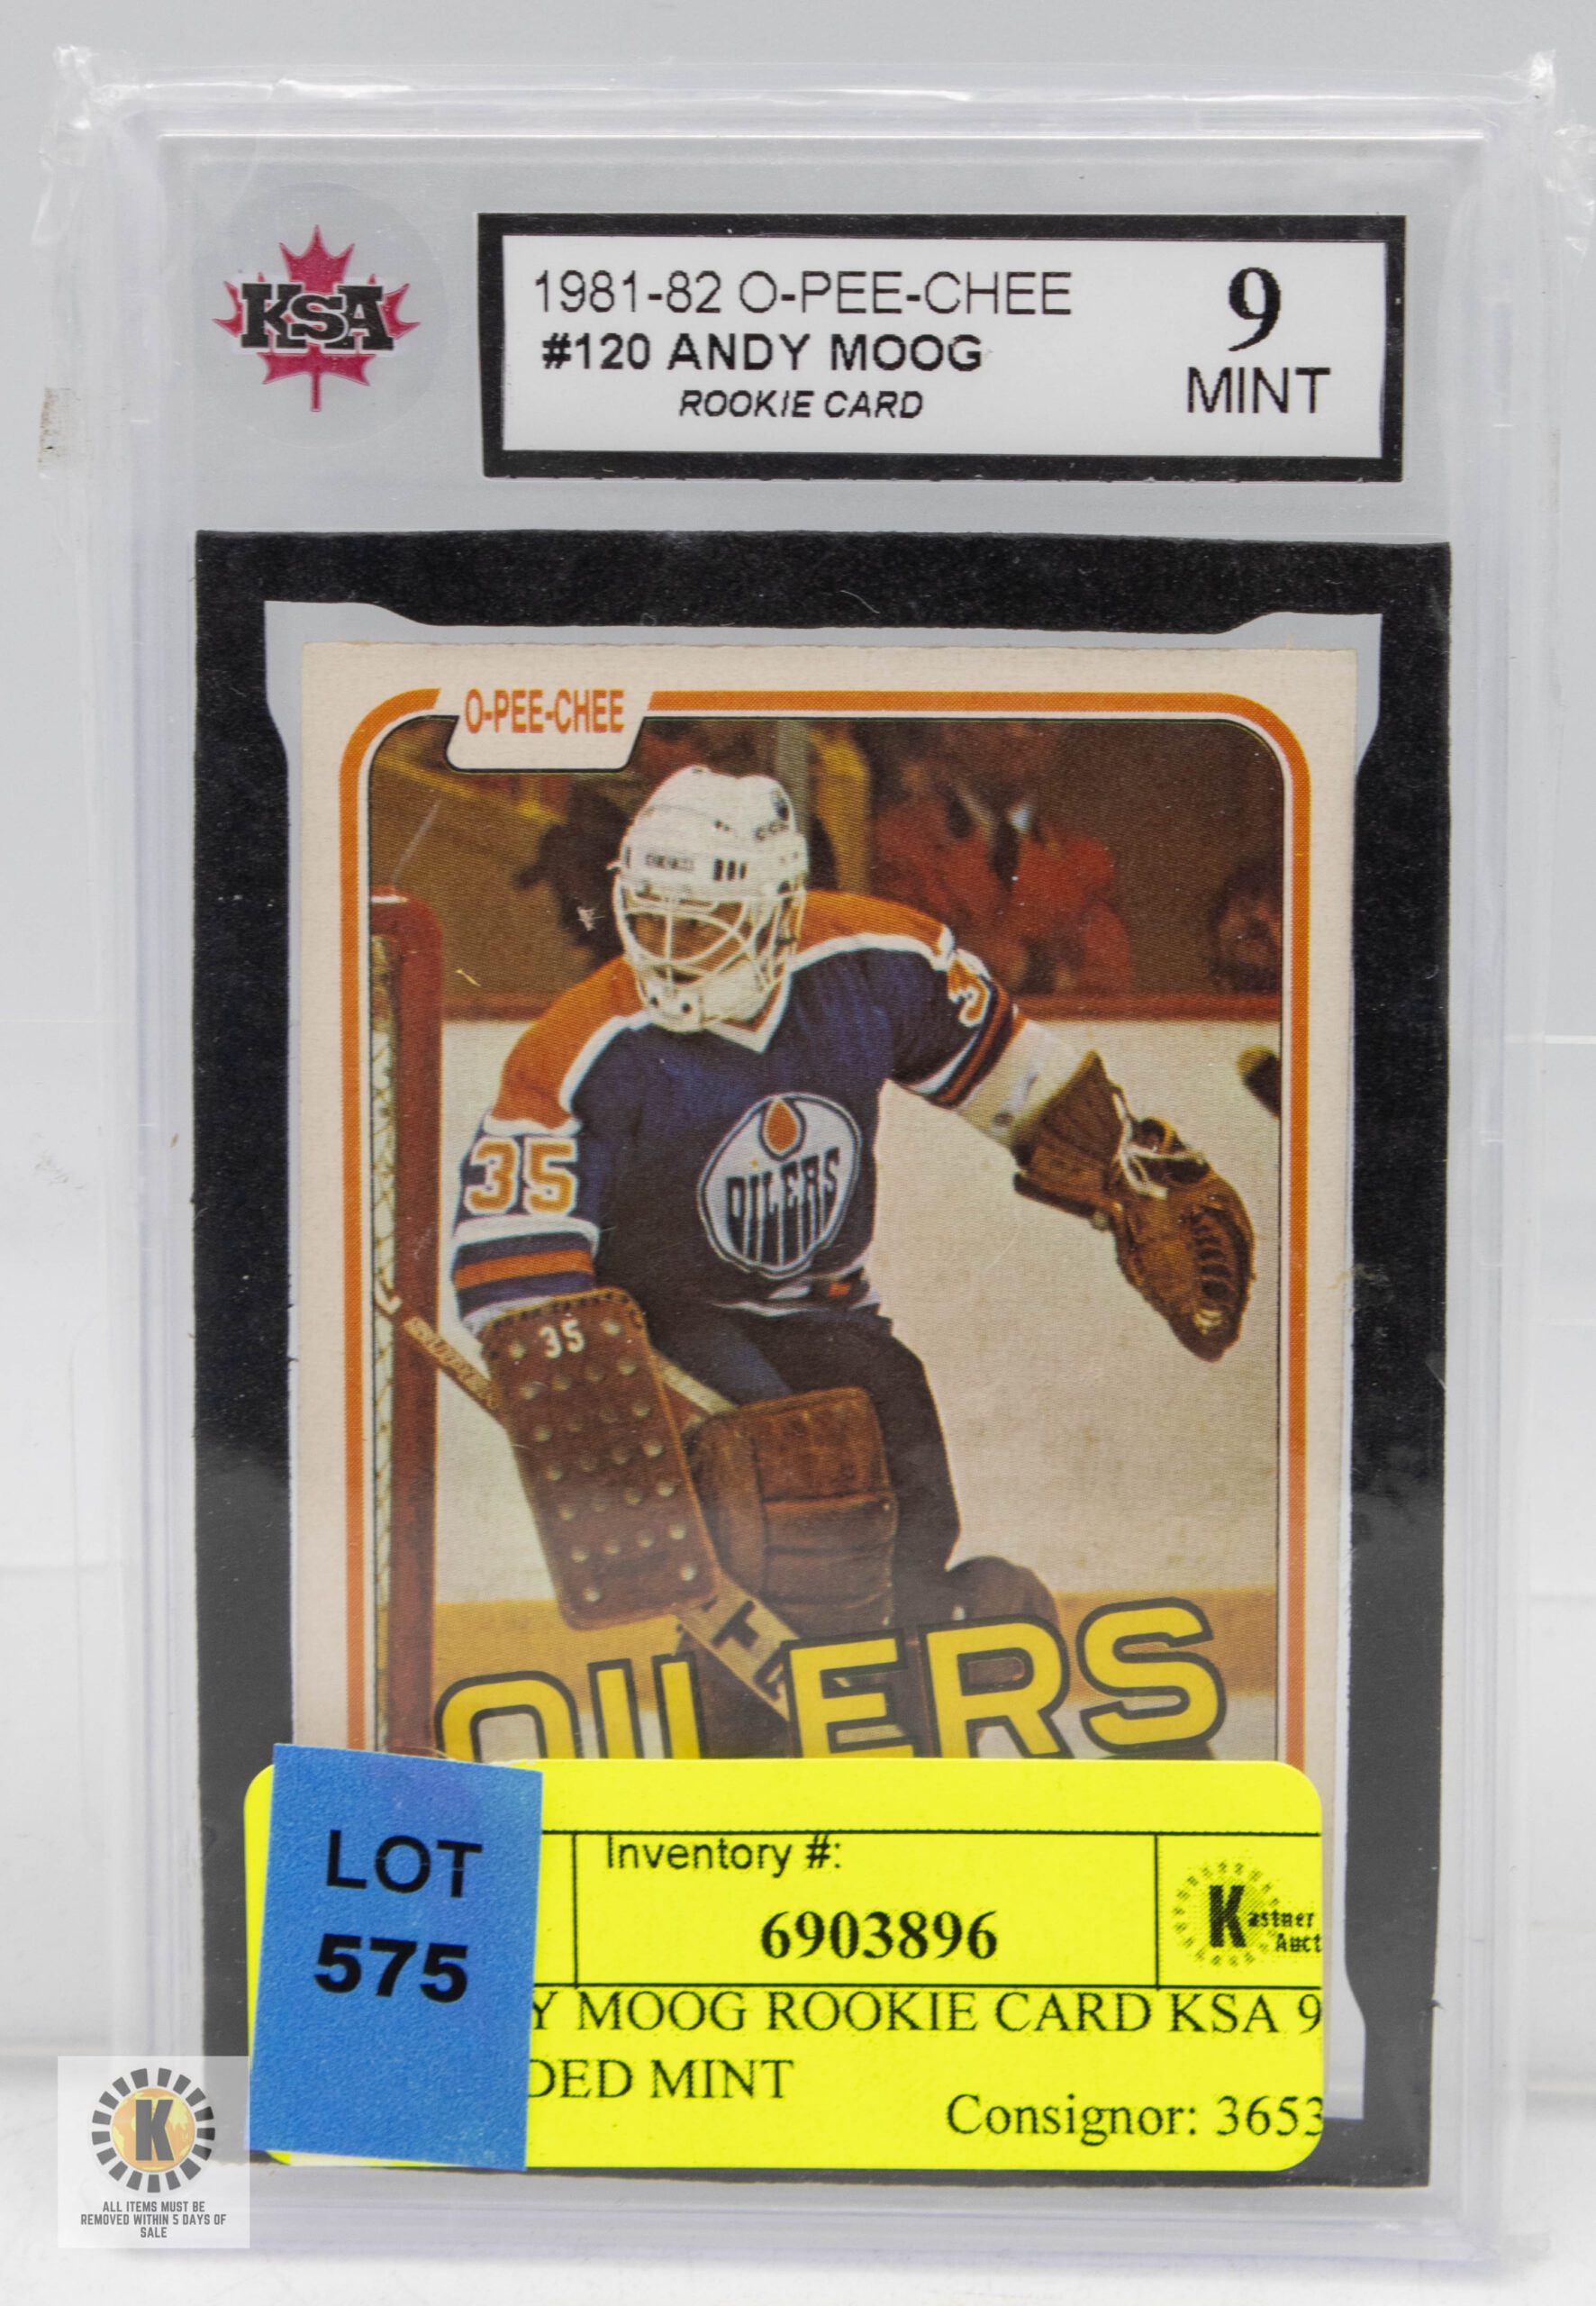 KSA
1981-82 O-PEE-CHEE
#120 ANDY MOOG
ROOKIE CARD
9
MINT
O-PEE-CHEE
35
OILERS
35
OILERS
LOT
575
Inventory #:
6903896
Kastner
Auct
Y MOOG ROOKIE CARD KSA 9
DED MINT
Consignor: 3653
K
ALL ITEMS MUST BE
REMOVED WITHIN 5 DAYS OF
SALE